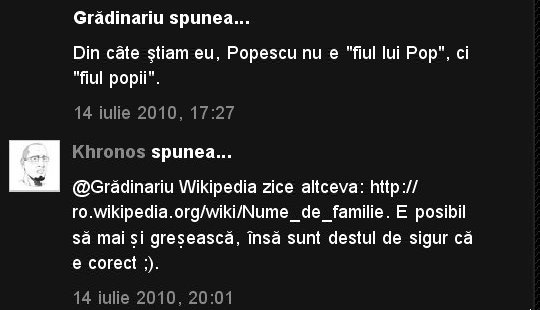 Grădinariu spunea...
Din câte ştiam eu, Popescu nu e "fiul lui Pop", ci
"fiul popii".
14 iulie 2010, 17:27
Khronos spunea...
@Grădinariu Wikipedia zice altceva: http://
ro.wikipedia.org/wiki/Nume_de_familie. E posibil
să mai și greșească, însă sunt destul de sigur că
e corect ;).
14 iulie 2010, 20:01